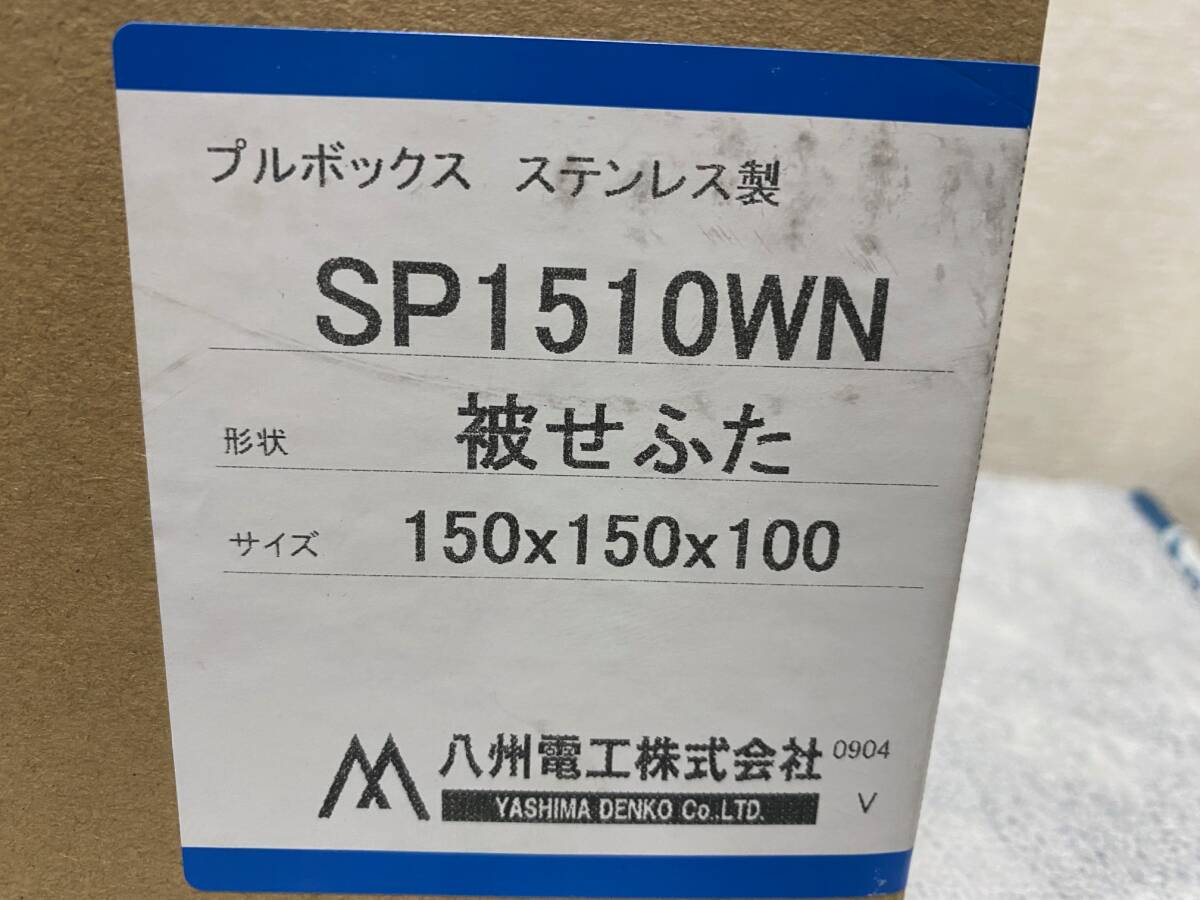 プルボックス ステンレス製
SP1510WN
形状 被せふた
サイズ 150x150x100
八州電工株式会社 0904
YASHIMA DENKO Co.,LTD. V